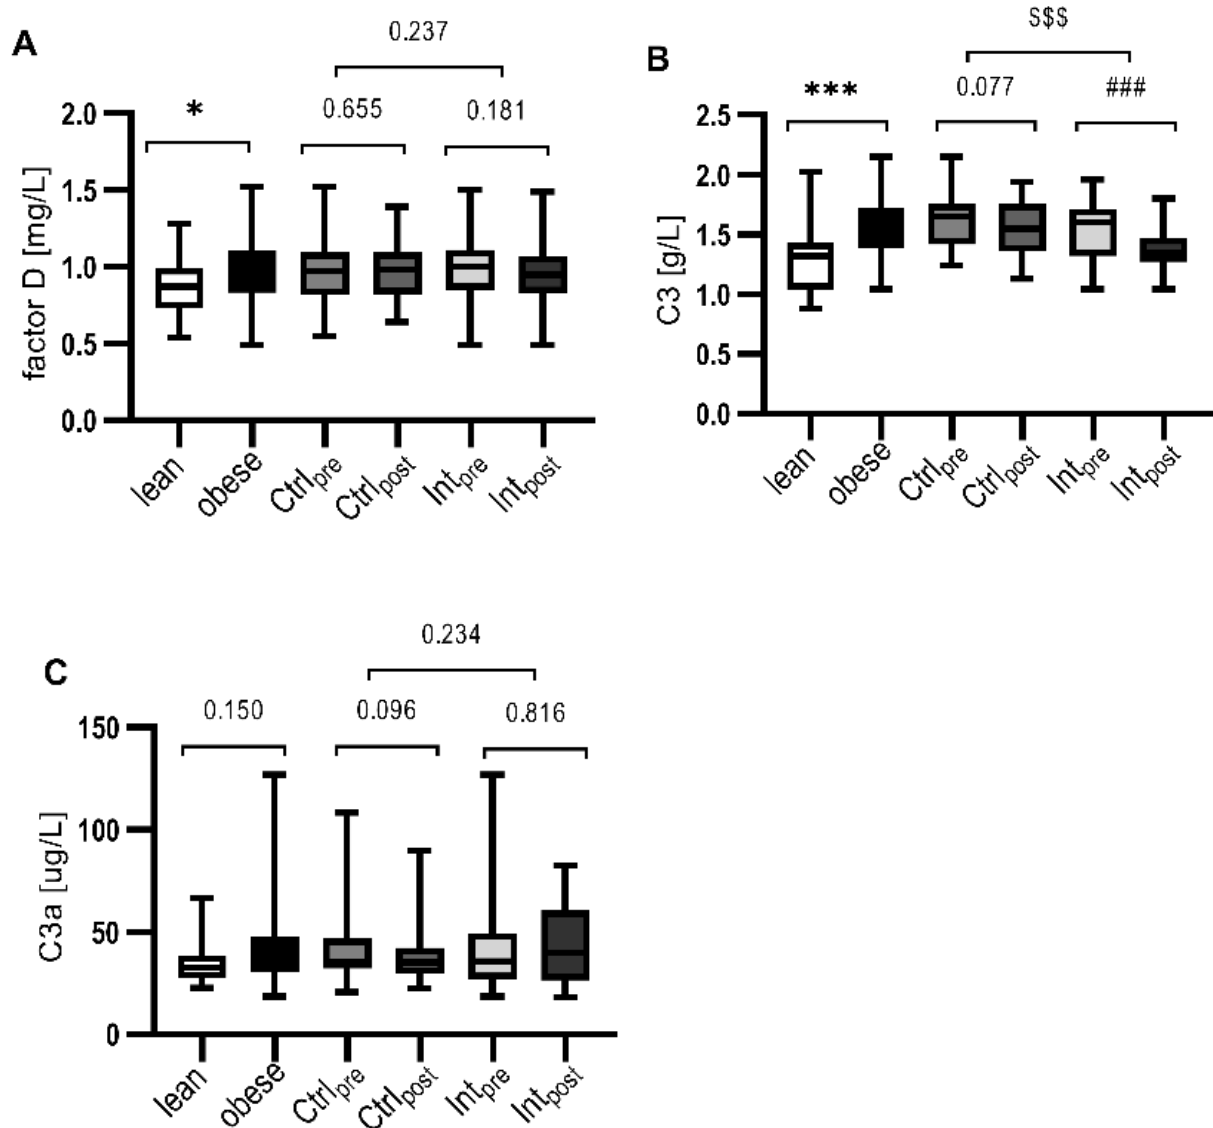 A
0.237
*
0.655
0.181
factor D [mg/L]
2.0
1.5
1.0
0.5
0.0
lean
obese
Ctrlpre
Ctrlpost
Intpre
Intpost
B
$$$
***
0.077
###
C3 [g/L]
2.5
2.0
1.5
1.0
0.5
0.0
lean
obese
Ctrlpre
Ctrlpost
Intpre
Intpost
C
0.234
0.150
0.096
0.816
C3a [ug/L]
150
100
50
0
lean
obese
Ctrlpre
Ctrlpost
Intpre
Intpost